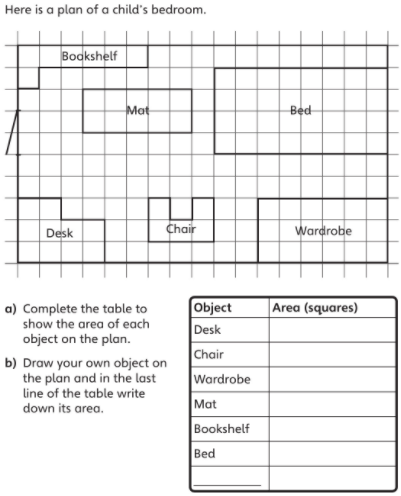 Here is a plan of a child's bedroom.
Bookshelf
Mat
Bed
Desk
Chair
Wardrobe
a) Complete the table to
show the area of each
object on the plan.
b) Draw your own object on
the plan and in the last
line of the table write
down its area.
Object Area (squares)
Desk
Chair
Wardrobe
Mat
Bookshelf
Bed